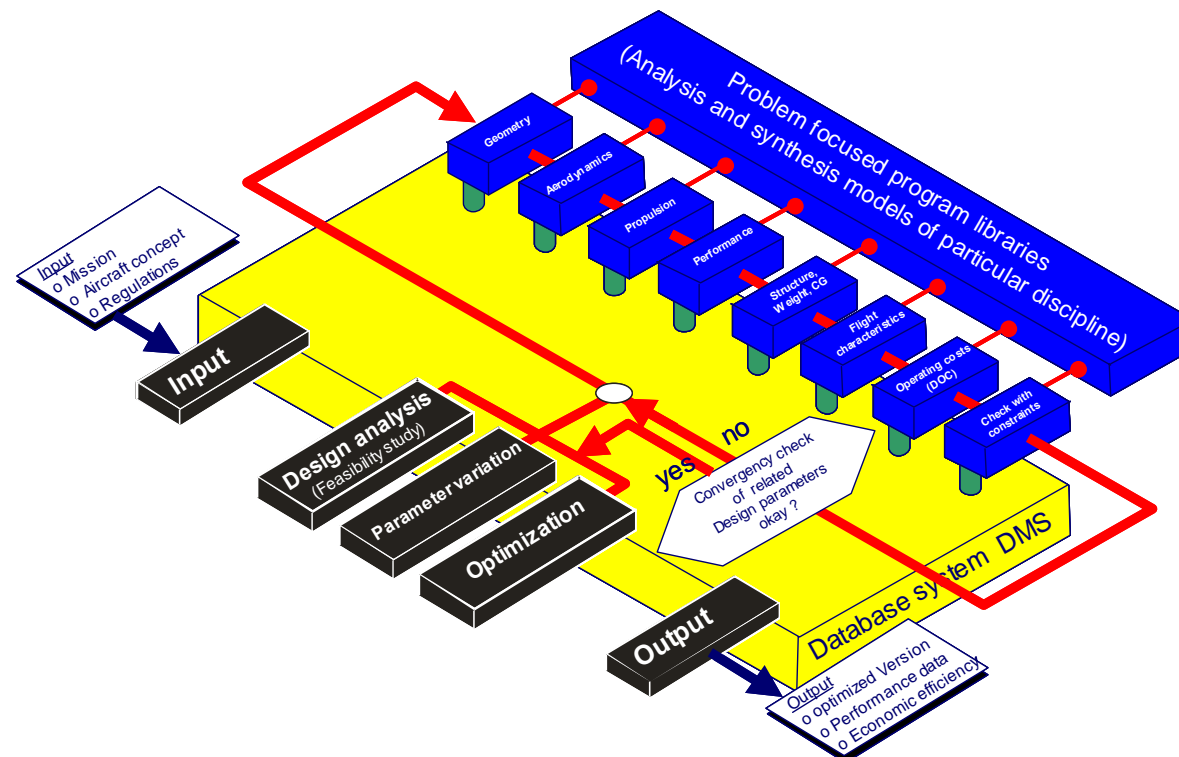 Problem focused program libraries
(Analysis and synthesis models of particular discipline)
Geometry
Aerodynamics
Propulsion
Performance
Structure,
Weight, CG
Flight
characteristics
Operating costs
(DOC)
Check with
constraints
Input
o Mission
o Aircraft concept
o Regulations
Input
Design analysis
(Feasibility study)
Parameter variation
Optimization
yes
no
Convergency check
of related
Design parameters
okay ?
Output
Database system DMS
Output
o optimized Version
o Performance data
o Economic efficiency